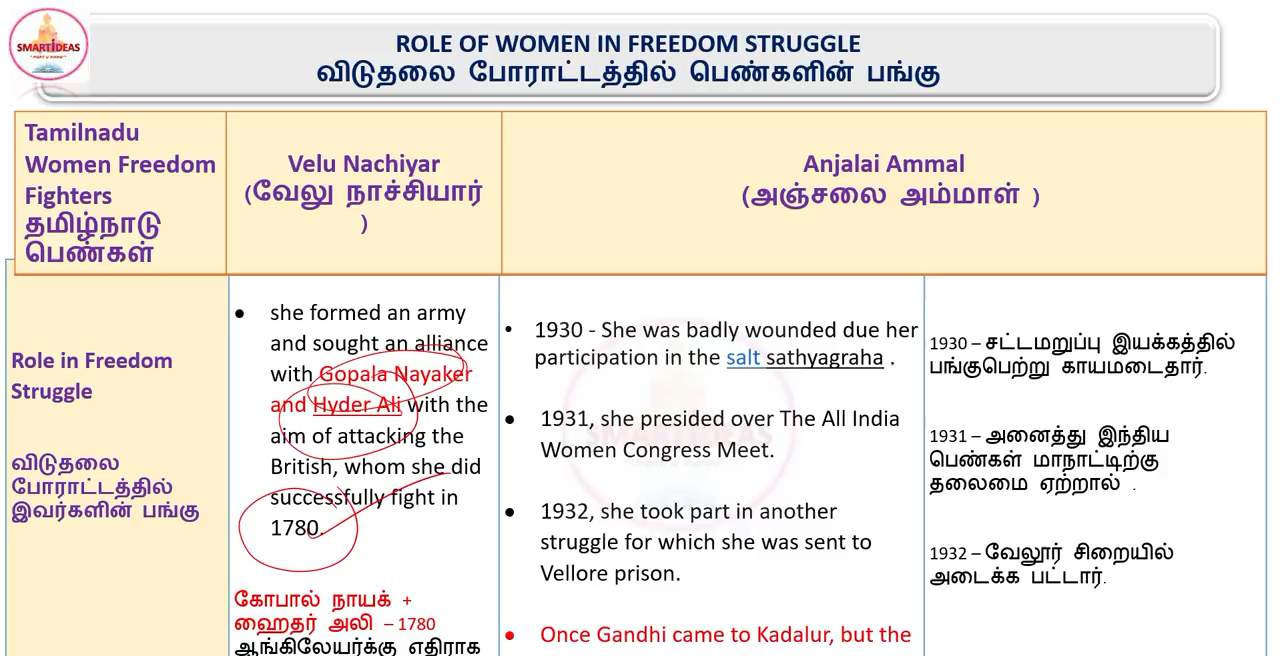 SMARTIDEAS
ROLE OF WOMEN IN FREEDOM STRUGGLE
விடுதலை போராட்டத்தில் பெண்களின் பங்கு
Tamilnadu
Women Freedom
Fighters
தமிழ்நாடு
பெண்கள்
Velu Nachiyar
(வேலு நாச்சியார்
)
Anjalai Ammal
(அஞ்சலை அம்மாள் )
Role in Freedom
Struggle
விடுதலை
போராட்டத்தில்
இவர்களின் பங்கு
• she formed an army
and sought an alliance
with Gopala Nayaker
and Hyder Ali with the
aim of attacking the
British, whom she did
successfully fight in
1780.
கோபால் நாயக் +
ஹைதர் அலி – 1780
ஆங்கிலேயர்க்கு எதிராக
• 1930 - She was badly wounded due her
participation in the salt sathyagraha .
• 1931, she presided over The All India
Women Congress Meet.
• 1932, she took part in another
struggle for which she was sent to
Vellore prison.
• Once Gandhi came to Kadalur, but the
1930 – சட்டமறுப்பு இயக்கத்தில்
பங்குபெற்று காயமடைதார்.
1931 – அனைத்து இந்திய
பெண்கள் மாநாட்டிற்கு
தலைமை ஏற்றால் .
1932 – வேலூர் சிறையில்
அடைக்க பட்டார்.